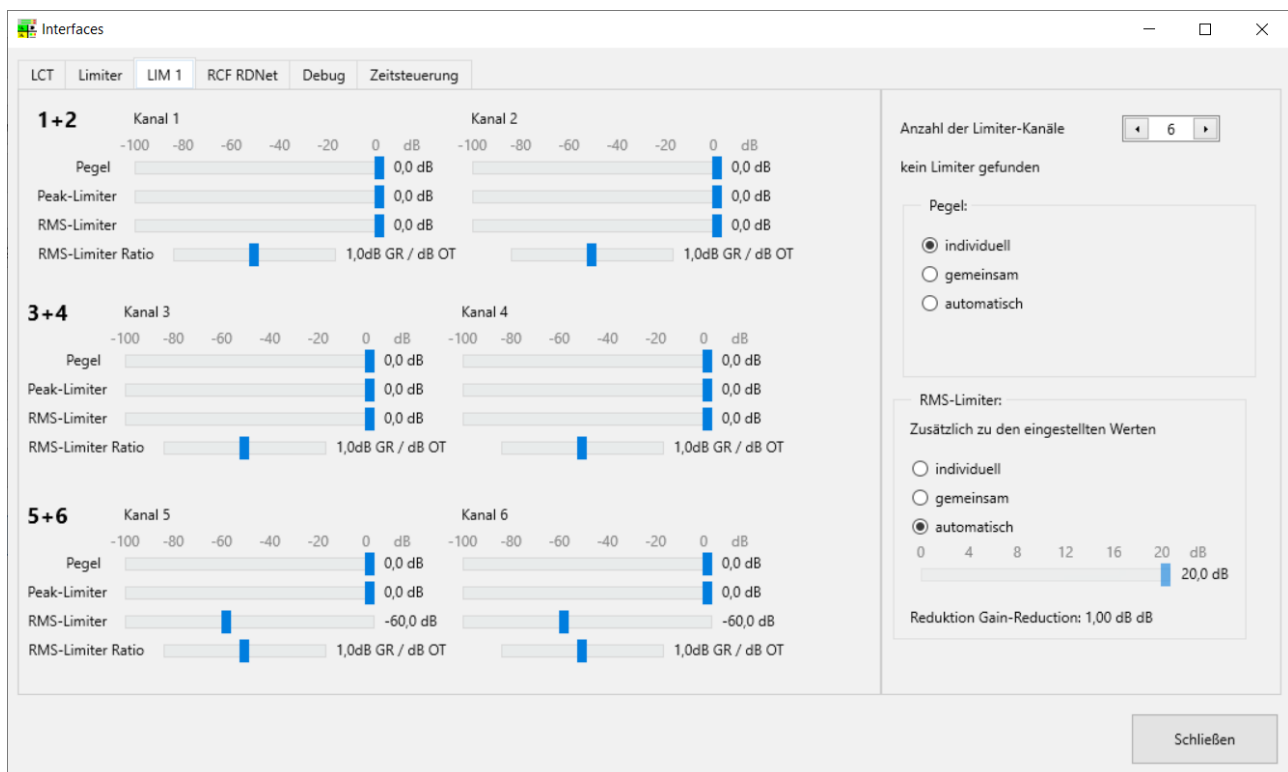 Interfaces
LCT Limiter LIM 1 RCF RDNet Debug Zeitsteuerung
1+2 Kanal 1 Kanal 2
-100 -80 -60 -40 -20 0 dB -100 -80 -60 -40 -20 0 dB
Pegel 0,0 dB 0,0 dB
Peak-Limiter 0,0 dB 0,0 dB
RMS-Limiter 0,0 dB 0,0 dB
RMS-Limiter Ratio 1,0dB GR / dB OT 1,0dB GR / dB OT
3+4 Kanal 3 Kanal 4
-100 -80 -60 -40 -20 0 dB -100 -80 -60 -40 -20 0 dB
Pegel 0,0 dB 0,0 dB
Peak-Limiter 0,0 dB 0,0 dB
RMS-Limiter 0,0 dB 0,0 dB
RMS-Limiter Ratio 1,0dB GR / dB OT 1,0dB GR / dB OT
5+6 Kanal 5 Kanal 6
-100 -80 -60 -40 -20 0 dB -100 -80 -60 -40 -20 0 dB
Pegel 0,0 dB 0,0 dB
Peak-Limiter 0,0 dB 0,0 dB
RMS-Limiter -60,0 dB -60,0 dB
RMS-Limiter Ratio 1,0dB GR / dB OT 1,0dB GR / dB OT
Anzahl der Limiter-Kanäle 6
kein Limiter gefunden
Pegel:
individuell
gemeinsam
automatisch
RMS-Limiter:
Zusätzlich zu den eingestellten Werten
individuell
gemeinsam
automatisch
0 4 8 12 16 20 dB
20,0 dB
Reduktion Gain-Reduction: 1,00 dB dB
Schließen